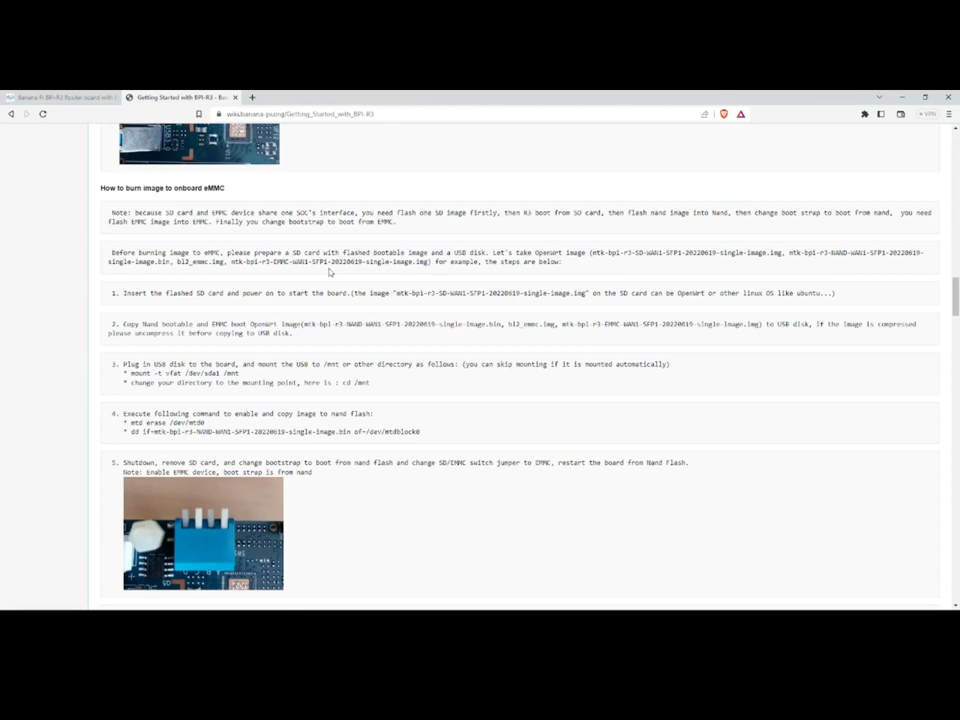 Banana Pi BPI-R3 Router board with
Getting Started with BPI-R3 - Ban
wiki.banana-pi.org/Getting_Started_with_BPI-R3
VPN
How to burn image to onboard eMMC
Note: because SD card and EMMC device share one SOC's interface, you need flash one SD image firstly, then R3 boot from SD card, then flash nand image into Nand, then change boot strap to boot from nand, you need
flash EMMC image into EMMC. Finally you change bootstrap to boot from EMMC.
Before burning image to eMMC, please prepare a SD card with flashed bootable image and a USB disk. Let's take OpenWrt image (mtk-bpi-r3-SD-WAN1-SFP1-20220619-single-image.img, mtk-bpi-r3-NAND-WAN1-SFP1-20220619-
single-image.bin, bl2_emmc.img, mtk-bpi-r3-EMMC-WAN1-SFP1-20220619-single-image.img) for example, the steps are below:
1. Insert the flashed SD card and power on to start the board.(the image "mtk-bpi-r3-SD-WAN1-SFP1-20220619-single-image.img" on the SD card can be OpenWrt or other linux OS like ubuntu...)
2. Copy Nand bootable and EMMC boot OpenWrt image(mtk-bpi-r3-NAND-WAN1-SFP1-20220619-single-image.bin, bl2_emmc.img, mtk-bpi-r3-EMMC-WAN1-SFP1-20220619-single-image.img) to USB disk, if the image is compressed
please uncompress it before copying to USB disk.
3. Plug in USB disk to the board, and mount the USB to /mnt or other directory as follows: (you can skip mounting if it is mounted automatically)
* mount -t vfat /dev/sda1 /mnt
* change your directory to the mounting point, here is : cd /mnt
4. Execute following command to enable and copy image to nand flash:
* mtd erase /dev/mtd0
* dd if=mtk-bpi-r3-NAND-WAN1-SFP1-20220619-single-image.bin of=/dev/mtdblock0
5. Shutdown, remove SD card, and change bootstrap to boot from nand flash and change SD/EMMC switch jumper to EMMC, restart the board from Nand Flash.
Note: Enable EMMC device, boot strap is from nand